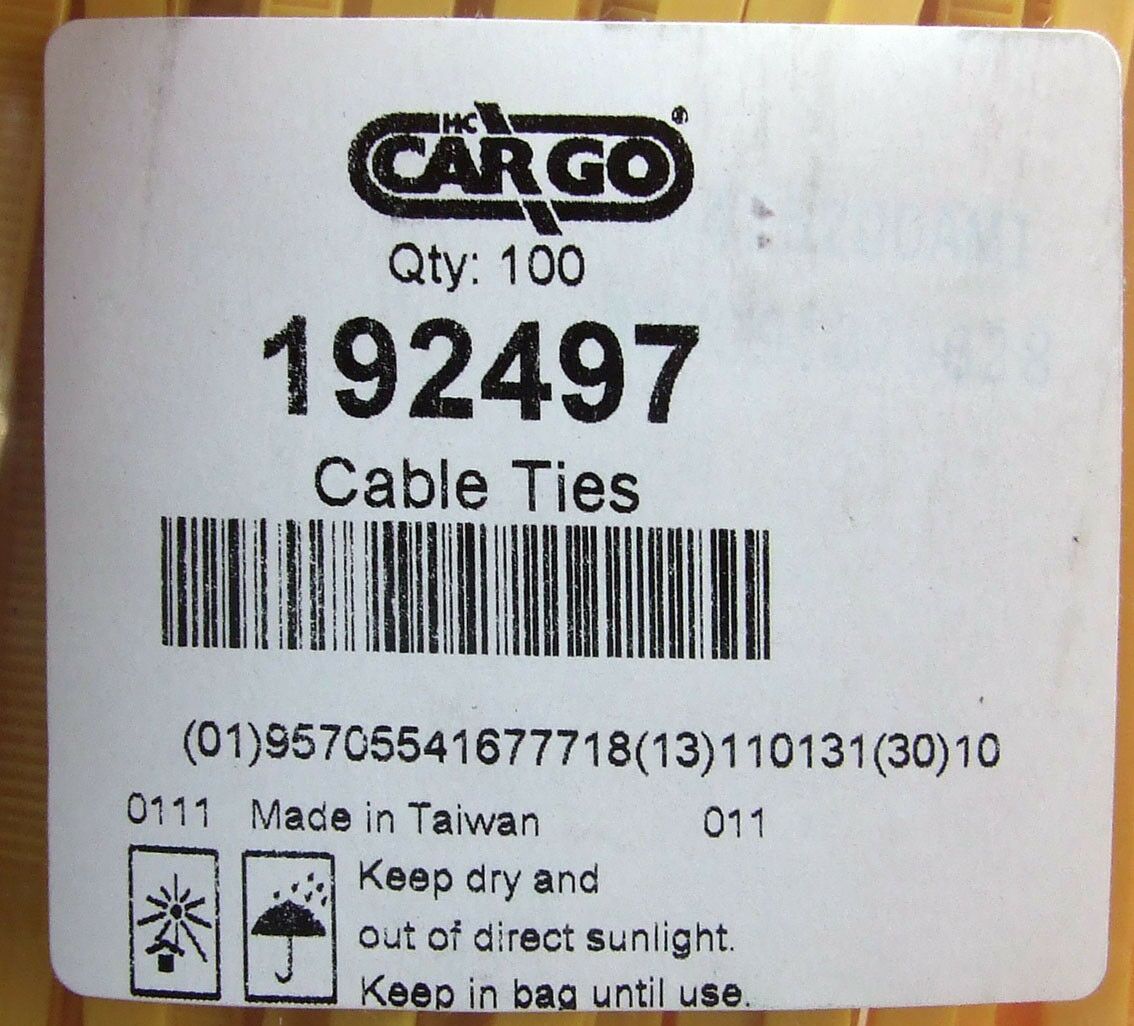 HC
CARGO®
Qty: 100
192497
Cable Ties
(01)95705541677718(13)110131(30)10
0111 Made in Taiwan 011
Keep dry and
out of direct sunlight.
Keep in bag until use.